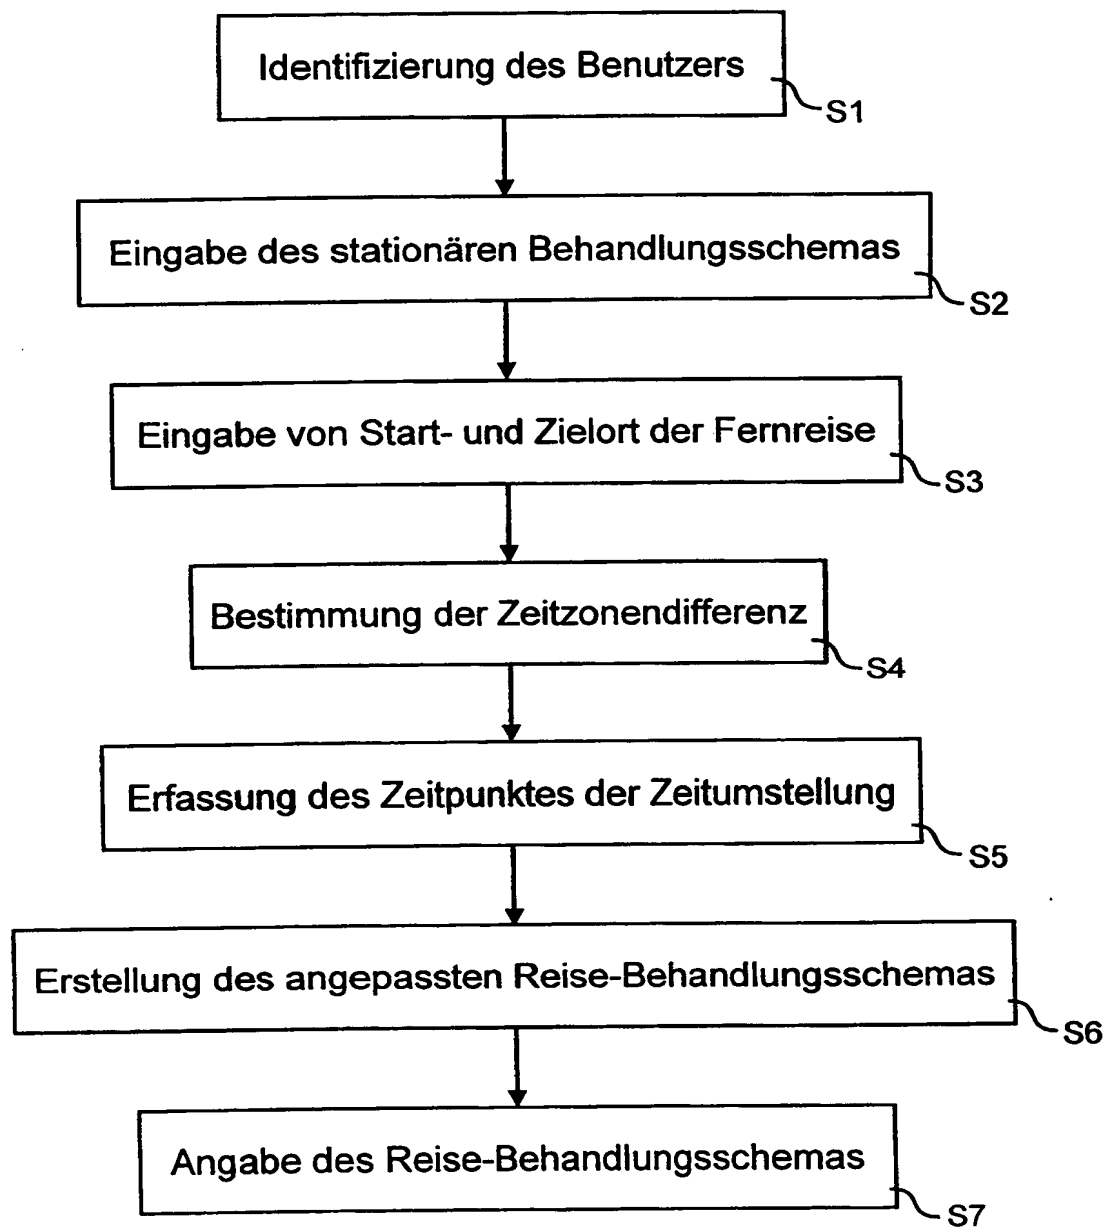 Identifizierung des Benutzers
S1
Eingabe des stationären Behandlungsschemas
S2
Eingabe von Start- und Zielort der Fernreise
S3
Bestimmung der Zeitzonendifferenz
S4
Erfassung des Zeitpunktes der Zeitumstellung
S5
Erstellung des angepassten Reise-Behandlungsschemas
S6
Angabe des Reise-Behandlungsschemas
S7